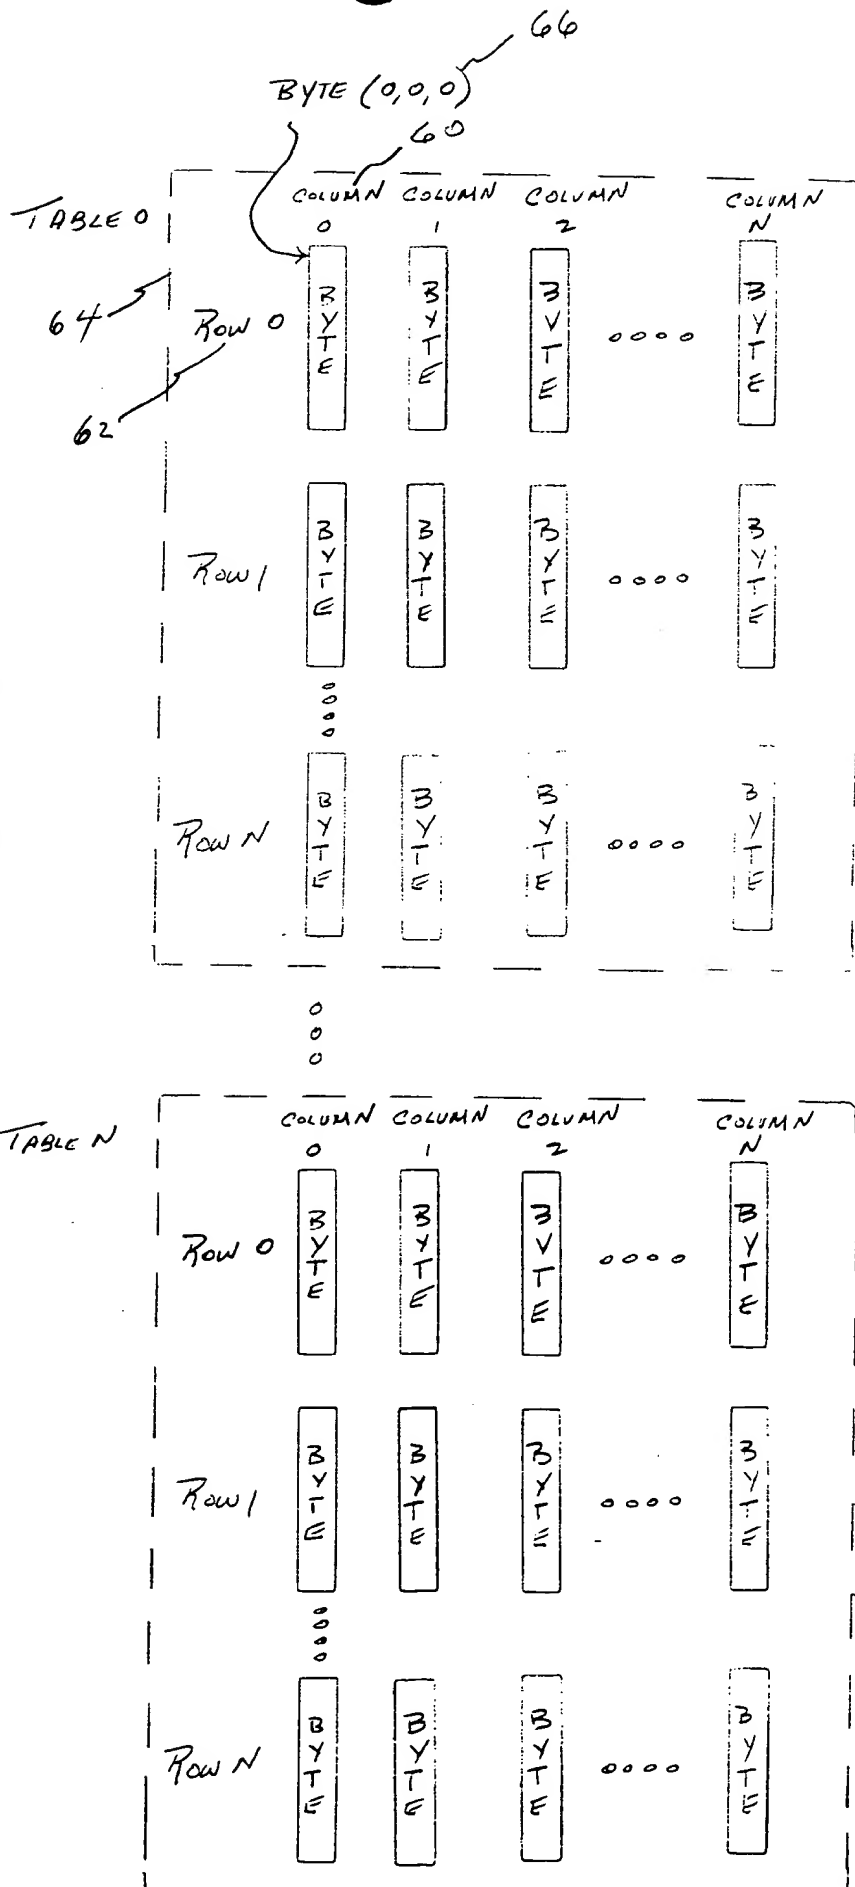 66
BYTE (0,0,0)
60
TABLE 0
COLUMN COLUMN COLUMN COLUMN
0 1 2 N
64
ROW 0 BYTE BYTE BYTE BYTE
62
ROW 1 BYTE BYTE BYTE BYTE
ROW N BYTE BYTE BYTE BYTE
TABLE N
COLUMN COLUMN COLUMN COLUMN
0 1 2 N
ROW 0 BYTE BYTE BYTE BYTE
ROW 1 BYTE BYTE BYTE BYTE
ROW N BYTE BYTE BYTE BYTE